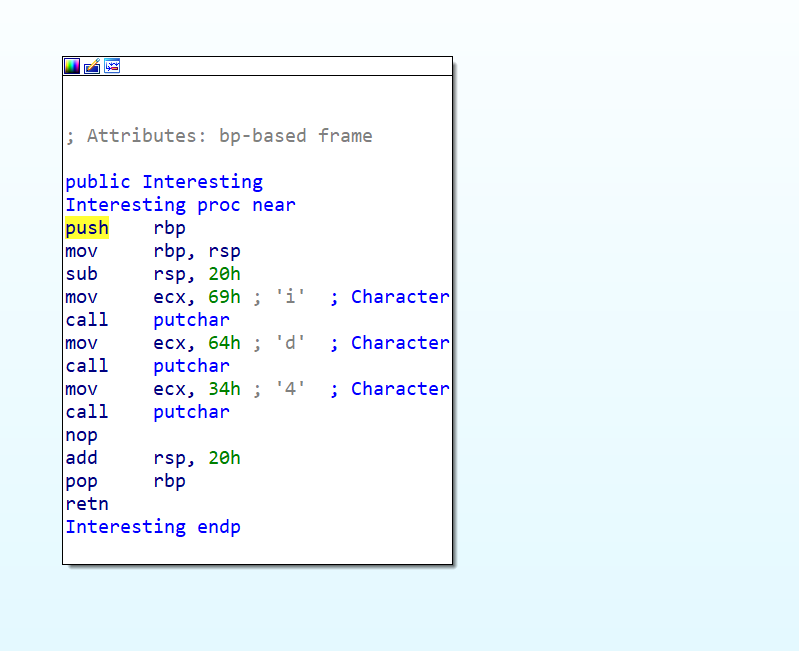 ; Attributes: bp-based frame
public Interesting
Interesting proc near
push    rbp
mov     rbp, rsp
sub     rsp, 20h
mov     ecx, 69h ; 'i'  ; Character
call    putchar
mov     ecx, 64h ; 'd'  ; Character
call    putchar
mov     ecx, 34h ; '4'  ; Character
call    putchar
nop
add     rsp, 20h
pop     rbp
retn
Interesting endp